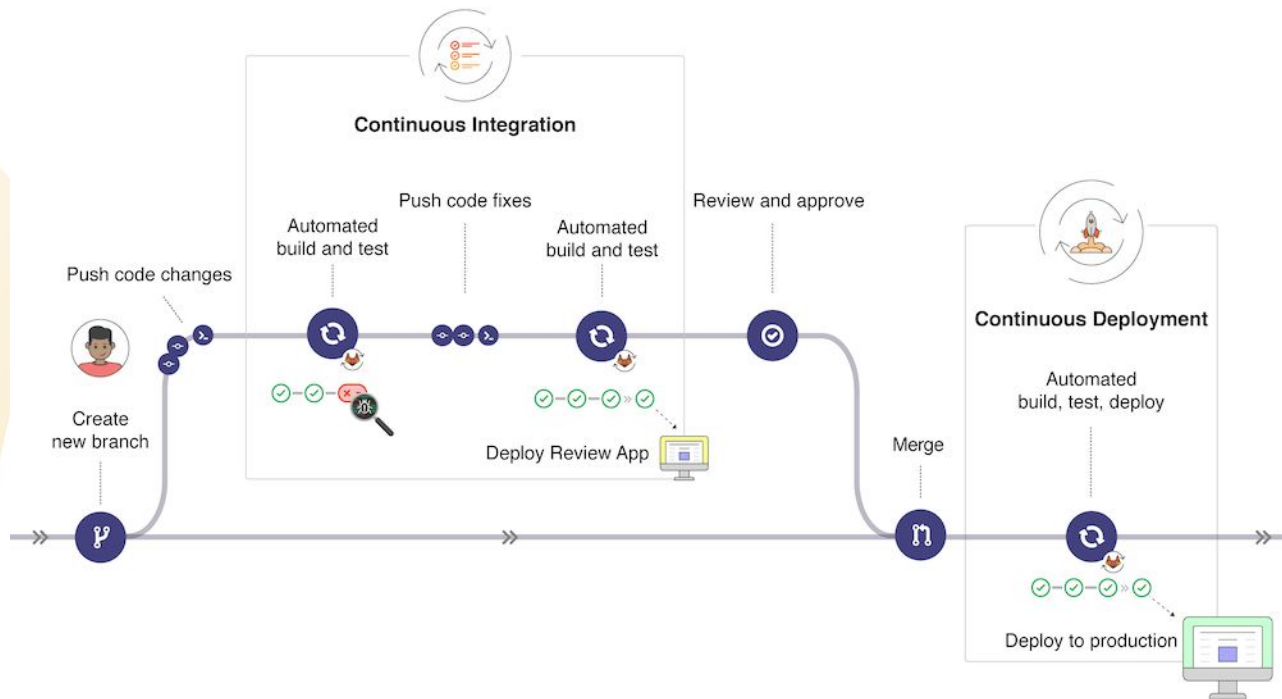 Continuous Integration
Push code fixes
Review and approve
Automated
build and test
Automated
build and test
Push code changes
Continuous Deployment
Automated
build, test, deploy
Create
new branch
Deploy Review App
Merge
Deploy to production